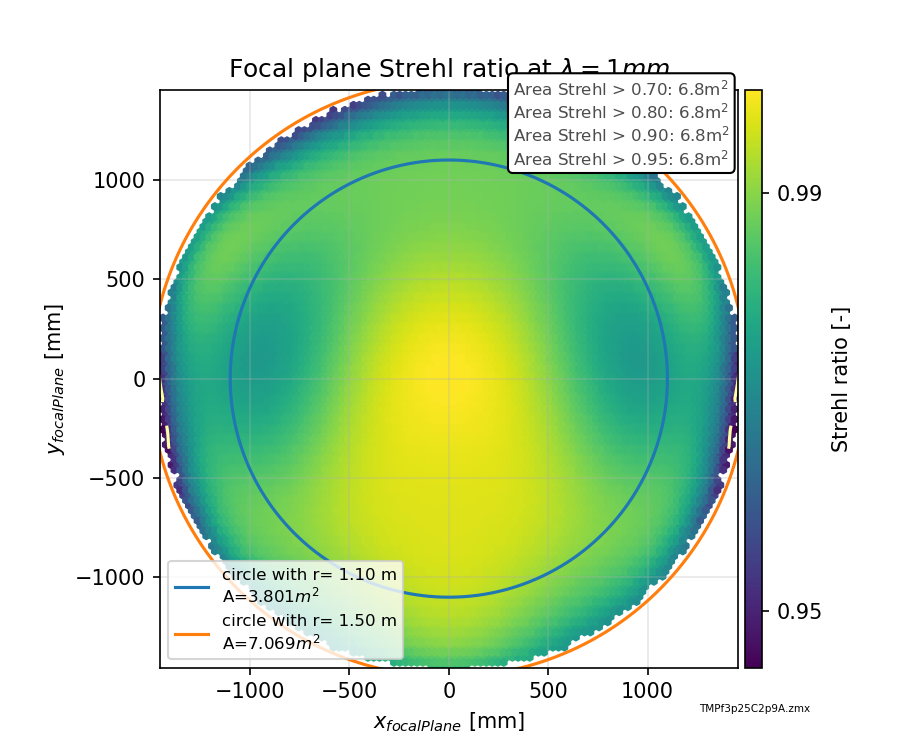 Focal plane Strehl ratio at λ = 1mm
Area Strehl > 0.70: 6.8m²
Area Strehl > 0.80: 6.8m²
Area Strehl > 0.90: 6.8m²
Area Strehl > 0.95: 6.8m²
1000
500
0
−500
−1000
y_focalPlane [mm]
circle with r= 1.10 m
A=3.801m²
circle with r= 1.50 m
A=7.069m²
−1000
−500
0
500
1000
x_focalPlane [mm]
0.99
0.95
Strehl ratio [-]
TMPf3p25C2p9A.zmx